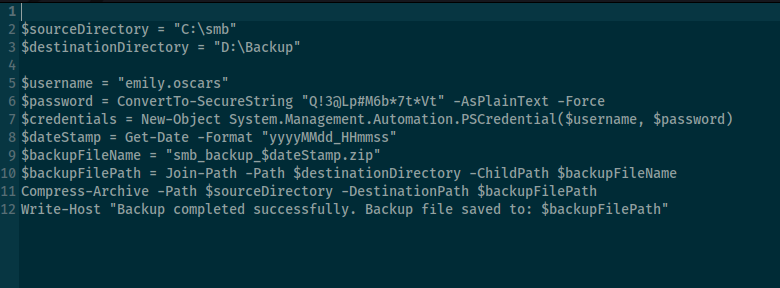 1
2 $sourceDirectory = "C:\smb"
3 $destinationDirectory = "D:\Backup"
4
5 $username = "emily.oscars"
6 $password = ConvertTo-SecureString "Q!3@Lp#M6b*7t*Vt" -AsPlainText -Force
7 $credentials = New-Object System.Management.Automation.PSCredential($username, $password)
8 $dateStamp = Get-Date -Format "yyyyMMdd_HHmmss"
9 $backupFileName = "smb_backup_$dateStamp.zip"
10 $backupFilePath = Join-Path -Path $destinationDirectory -ChildPath $backupFileName
11 Compress-Archive -Path $sourceDirectory -DestinationPath $backupFilePath
12 Write-Host "Backup completed successfully. Backup file saved to: $backupFilePath"